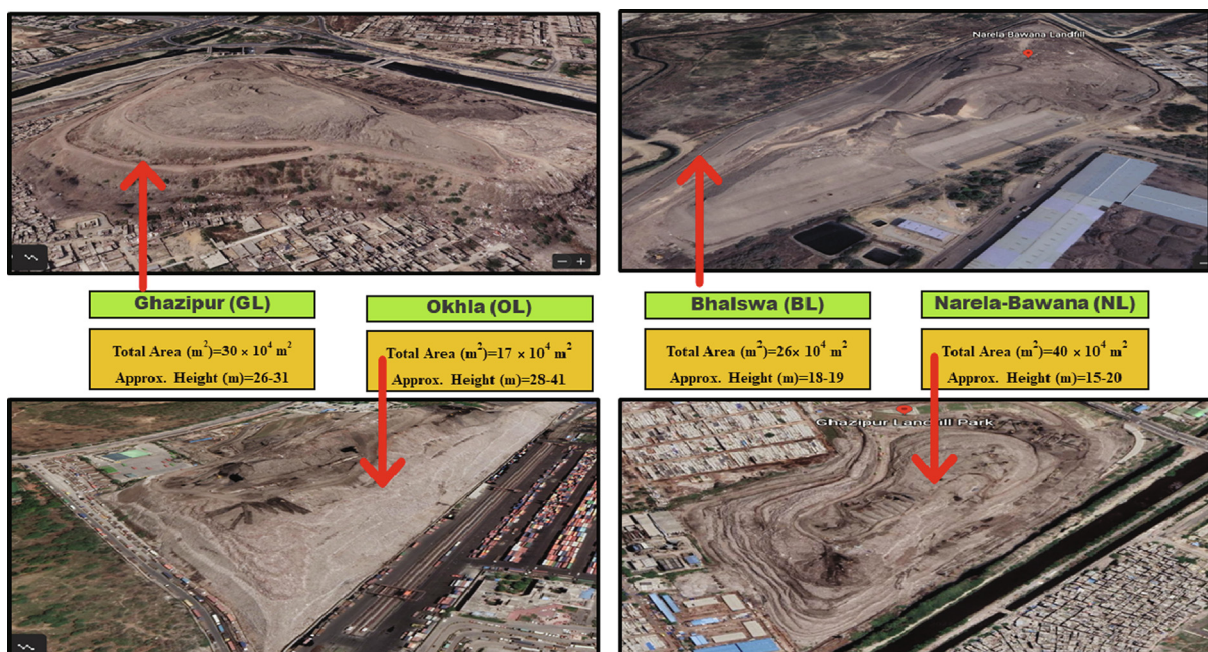 Narela Bawana Landfill
Ghazipur (GL)
Total Area (m²)=30 × 10⁴ m²
Approx. Height (m)=26-31
Okhla (OL)
Total Area (m²)=17 × 10⁴ m²
Approx. Height (m)=28-41
Bhalswa (BL)
Total Area (m²)=26× 10⁴ m²
Approx. Height (m)=18-19
Narela-Bawana (NL)
Total Area (m²)=40 × 10⁴ m²
Approx. Height (m)=15-20
Ghazipur Landfill Park